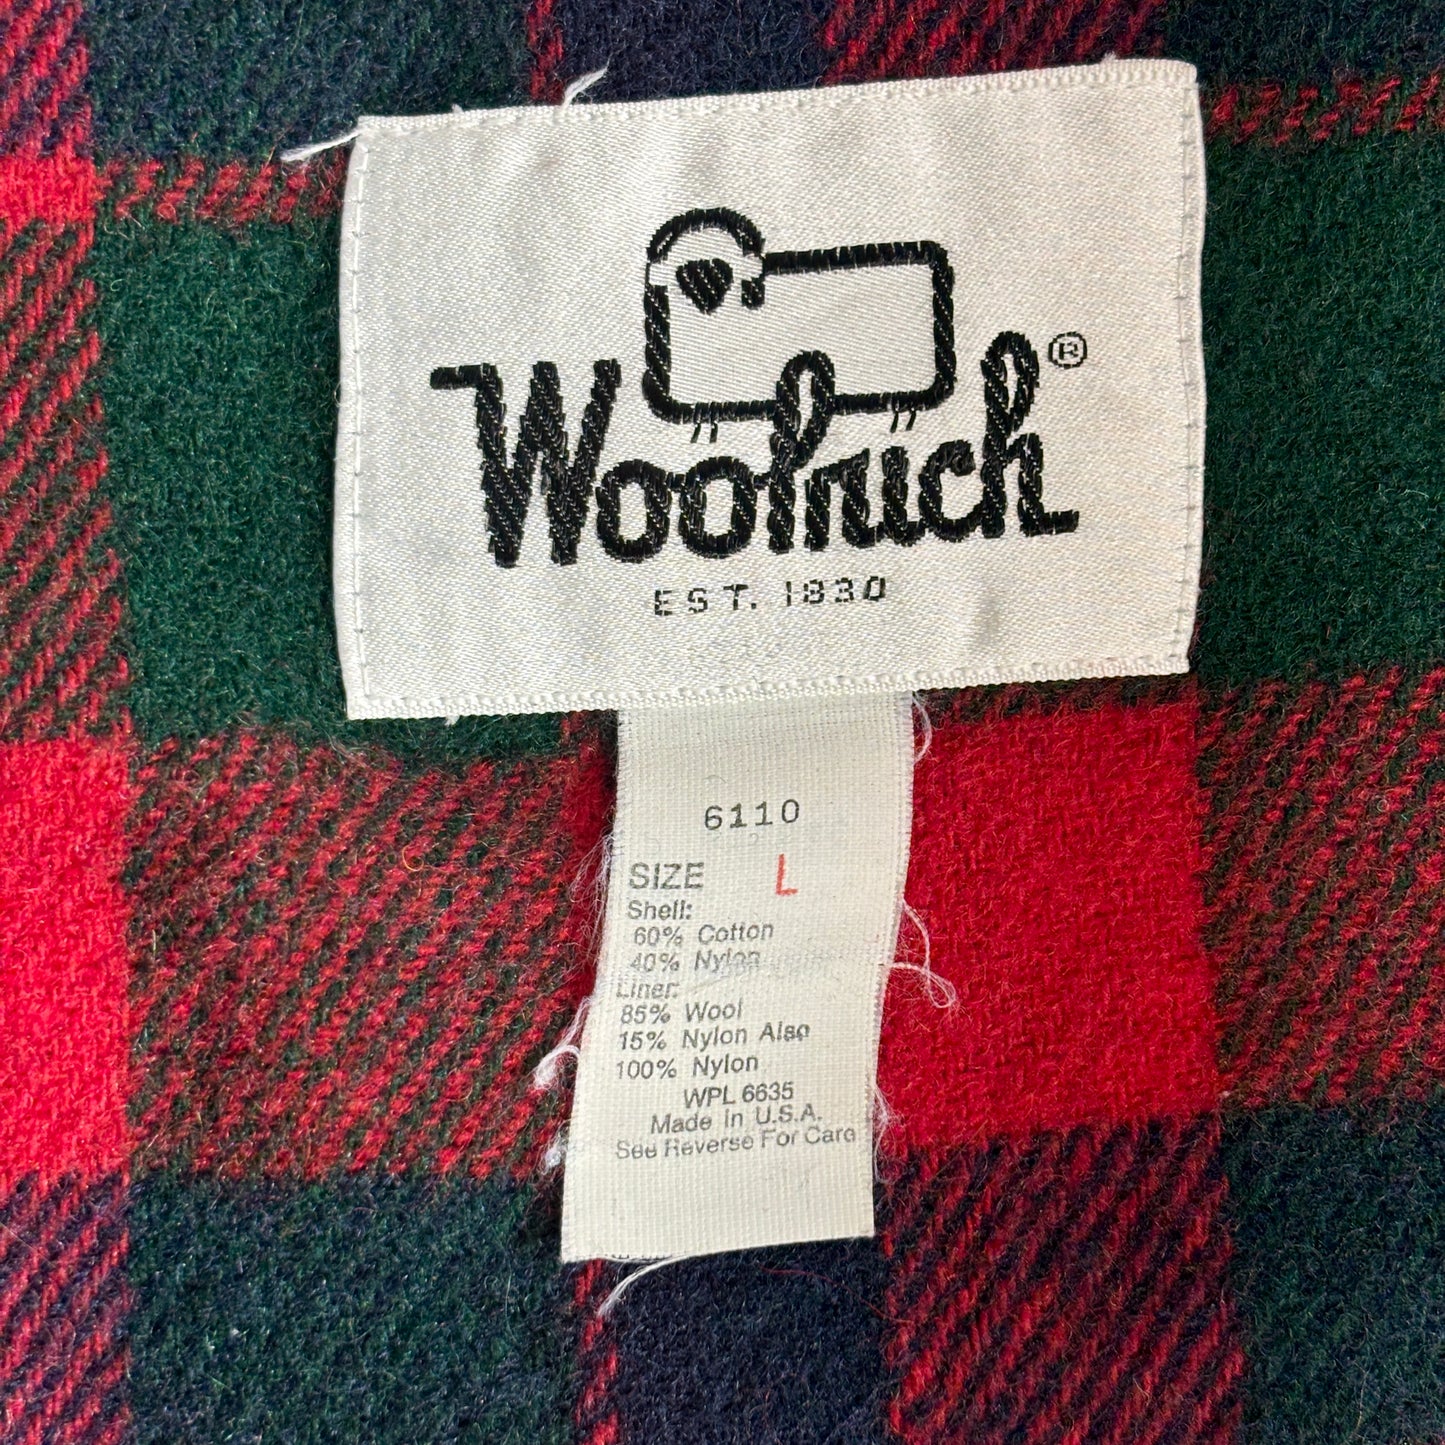 Woolrich®
EST. 1830
6110
SIZE L
Shell:
60% Cotton
40% Nylon
Liner:
85% Wool
15% Nylon Also
100% Nylon
WPL 6635
Made in U.S.A.
See Reverse For Care